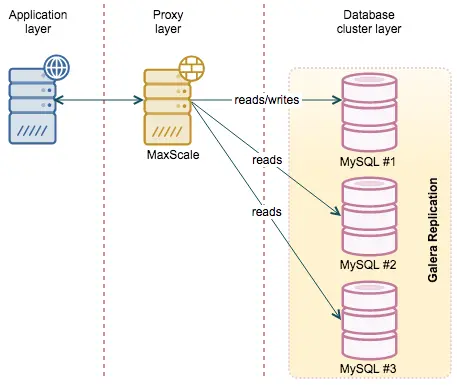 Application
layer
Proxy
layer
Database
cluster layer
MaxScale
reads/writes
reads
reads
MySQL #1
MySQL #2
MySQL #3
Galera Replication